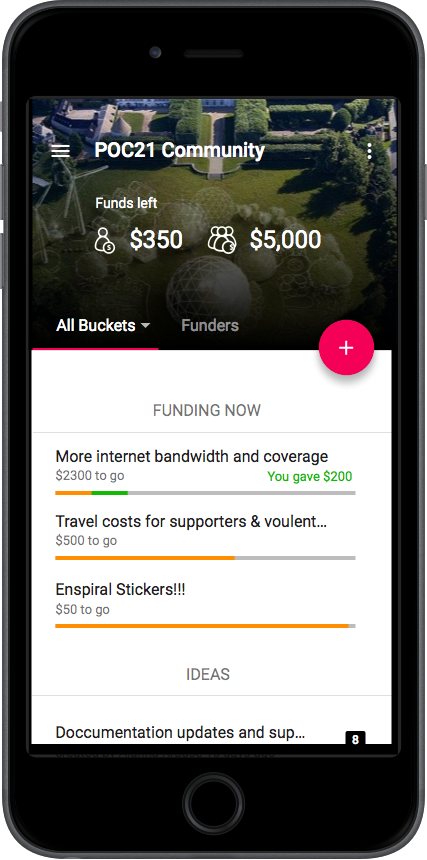 POC21 Community
Funds left
$350 $5,000
All Buckets Funders
+
FUNDING NOW
More internet bandwidth and coverage
$2300 to go You gave $200
Travel costs for supporters & voulent...
$500 to go
Enspiral Stickers!!!
$50 to go
IDEAS
Doccumentation updates and sup...
8